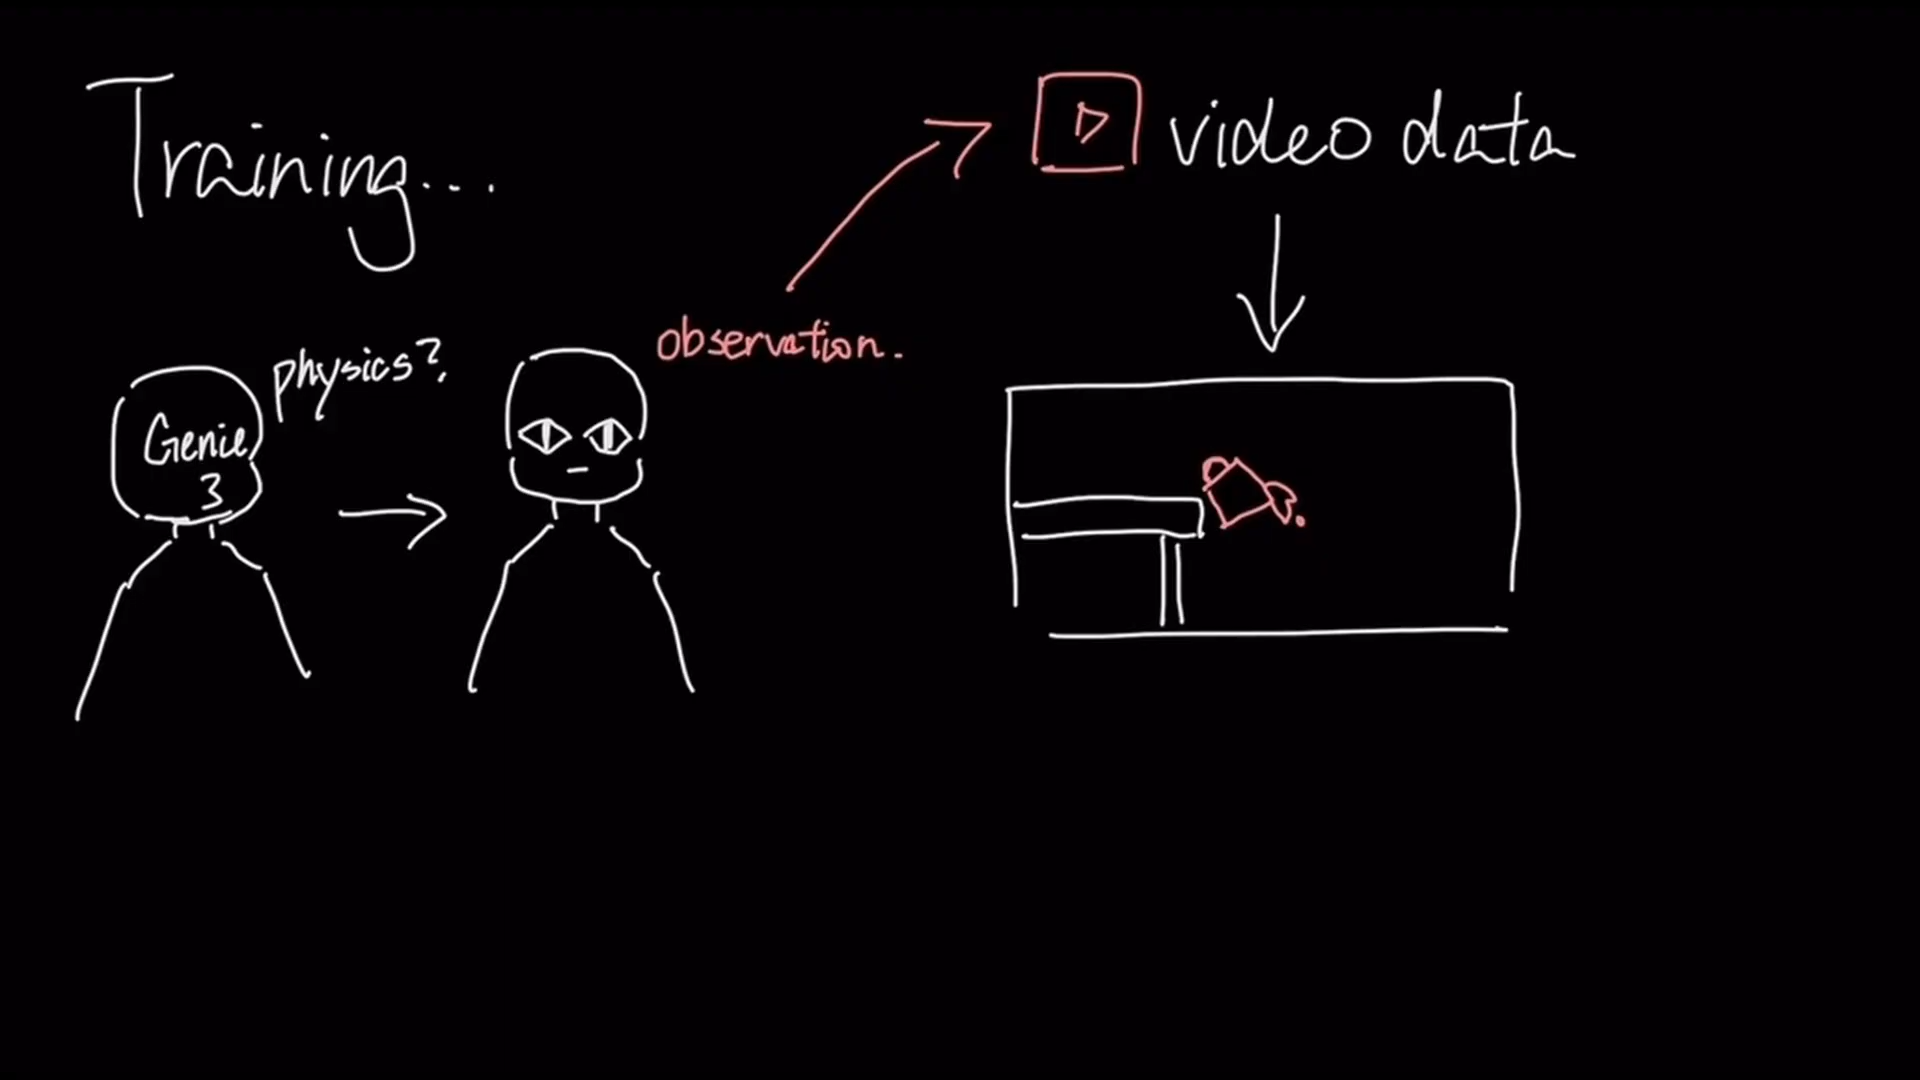 Training...
video data
observation.
physics?
Genie
3